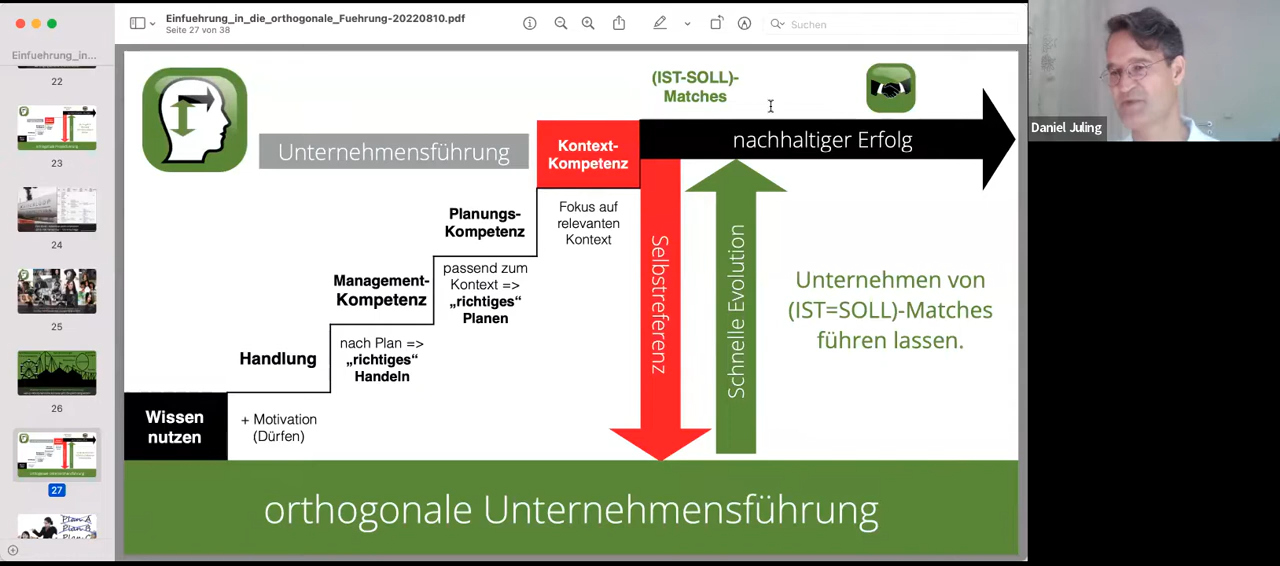 Einfuehrung_in_die_orthogonale_Fuehrung-20220810.pdf
Seite 27 von 38
Suchen
Einfuehrung_in...
22
23
24
25
26
27
Plan A
Plan B
Plan C
(IST-SOLL)-
Matches
Unternehmensführung
Kontext-
Kompetenz
nachhaltiger Erfolg
Planungs-
Kompetenz
Fokus auf
relevanten
Kontext
Management-
Kompetenz
passend zum
Kontext =>
„richtiges“
Planen
Handlung
nach Plan =>
„richtiges“
Handeln
Wissen
nutzen
+ Motivation
(Dürfen)
Selbstreferenz
Schnelle Evolution
Unternehmen von
(IST=SOLL)-Matches
führen lassen.
orthogonale Unternehmensführung
Daniel Juling